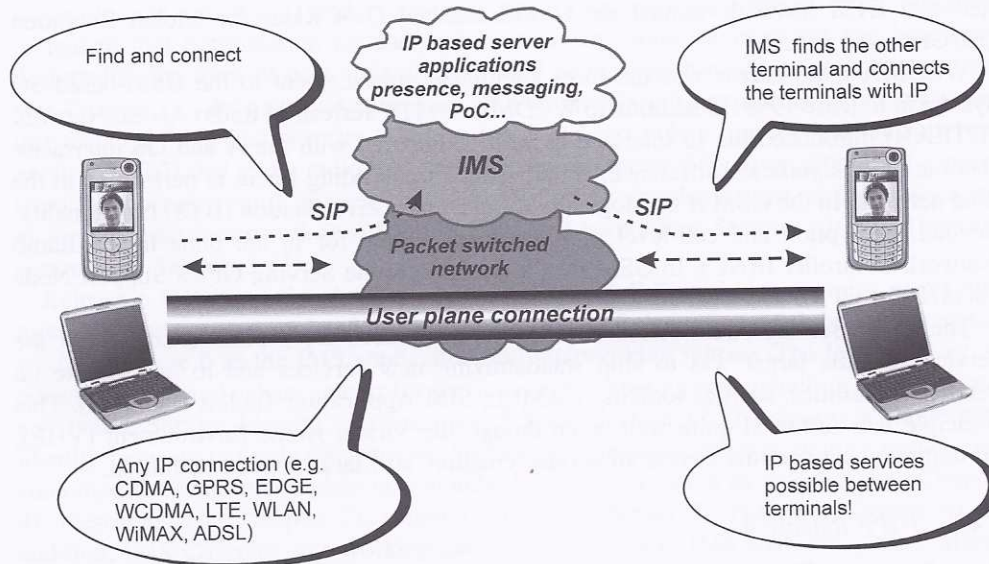 Find and connect
IP based server
applications
presence, messaging,
PoC...
IMS finds the other
terminal and connects
the terminals with IP
IMS
SIP
SIP
Packet switched
network
User plane connection
Any IP connection (e.g.
CDMA, GPRS, EDGE,
WCDMA, LTE, WLAN,
WiMAX, ADSL)
IP based services
possible between
terminals!